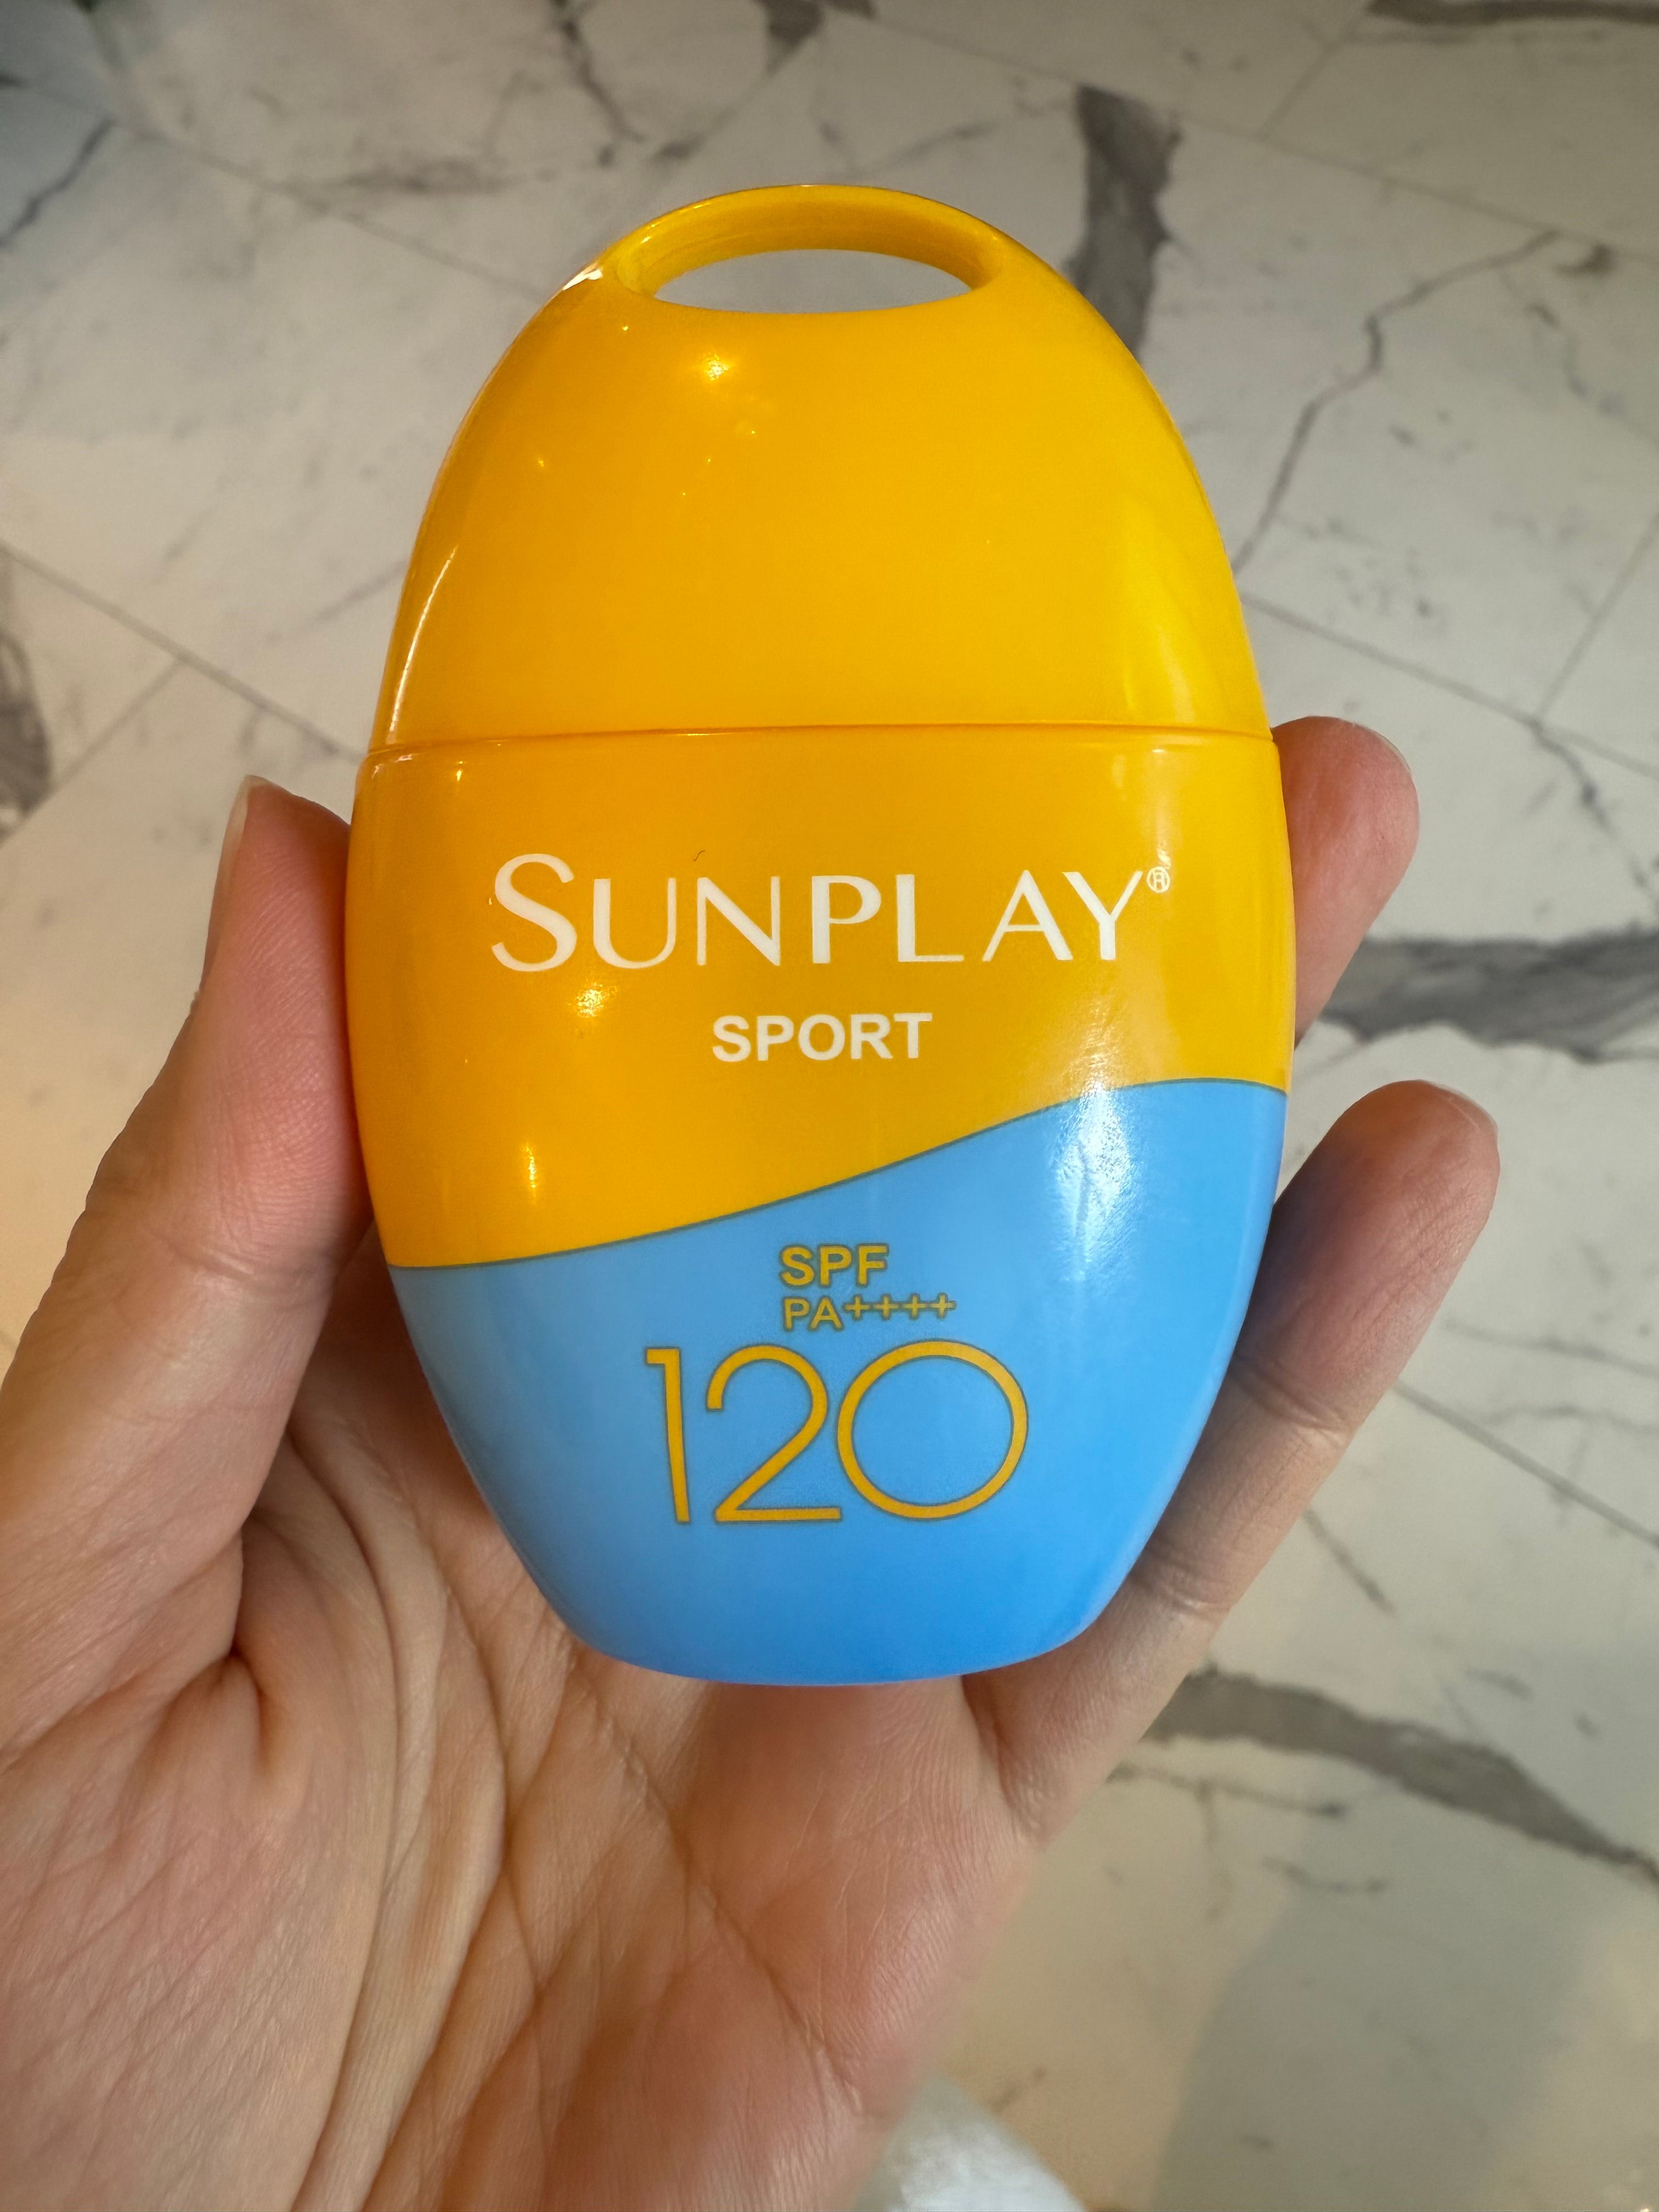 SUNPLAY®
SPORT
SPF
PA++++
120